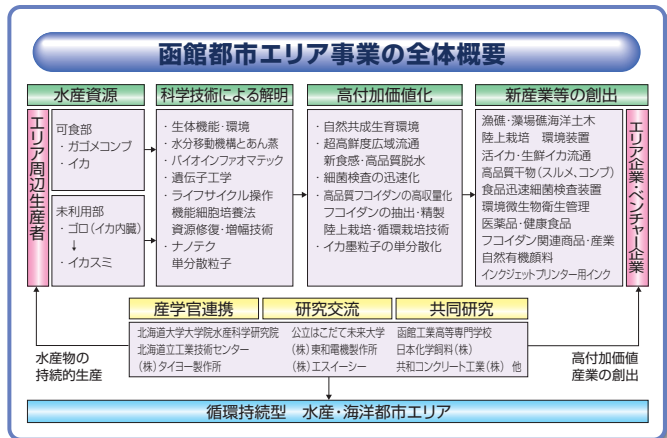 函館都市エリア事業の全体概要
水産資源
科学技術による解明
高付加価値化
新産業等の創出
エリア周辺生産者
可食部
・ガゴメコンブ
・イカ
未利用部
・ゴロ(イカ内臓)
↓
・イカスミ
・生体機能・環境
・水分移動機構とあん蒸
・バイオインファオマテック
・遺伝子工学
・ライフサイクル操作
機能細胞培養法
資源修復・増幅技術
・ナノテク
単分散粒子
・自然共成生育環境
・超高鮮度広域流通
新食感・高品質脱水
・細菌検査の迅速化
・高品質フコイダンの高収量化
フコイダンの抽出・精製
陸上栽培・循環栽培技術
・イカ墨粒子の単分散化
漁礁・藻場礁海洋土木
陸上栽培 環境装置
活イカ・生鮮イカ流通
高品質干物(スルメ、コンブ)
食品迅速細菌検査装置
環境微生物衛生管理
医薬品・健康食品
フコイダン関連商品・産業
自然有機顔料
インクジェットプリンター用インク
エリア企業・ベンチャー企業
産学官連携
研究交流
共同研究
北海道大学大学院水産科学研究院
北海道立工業技術センター
(株)タイヨー製作所
公立はこだて未来大学
(株)東和電機製作所
(株)エスイーシー
函館工業高等専門学校
日本化学飼料(株)
共和コンクリート工業(株) 他
水産物の
持続的生産
高付加価値
産業の創出
循環持続型 水産・海洋都市エリア